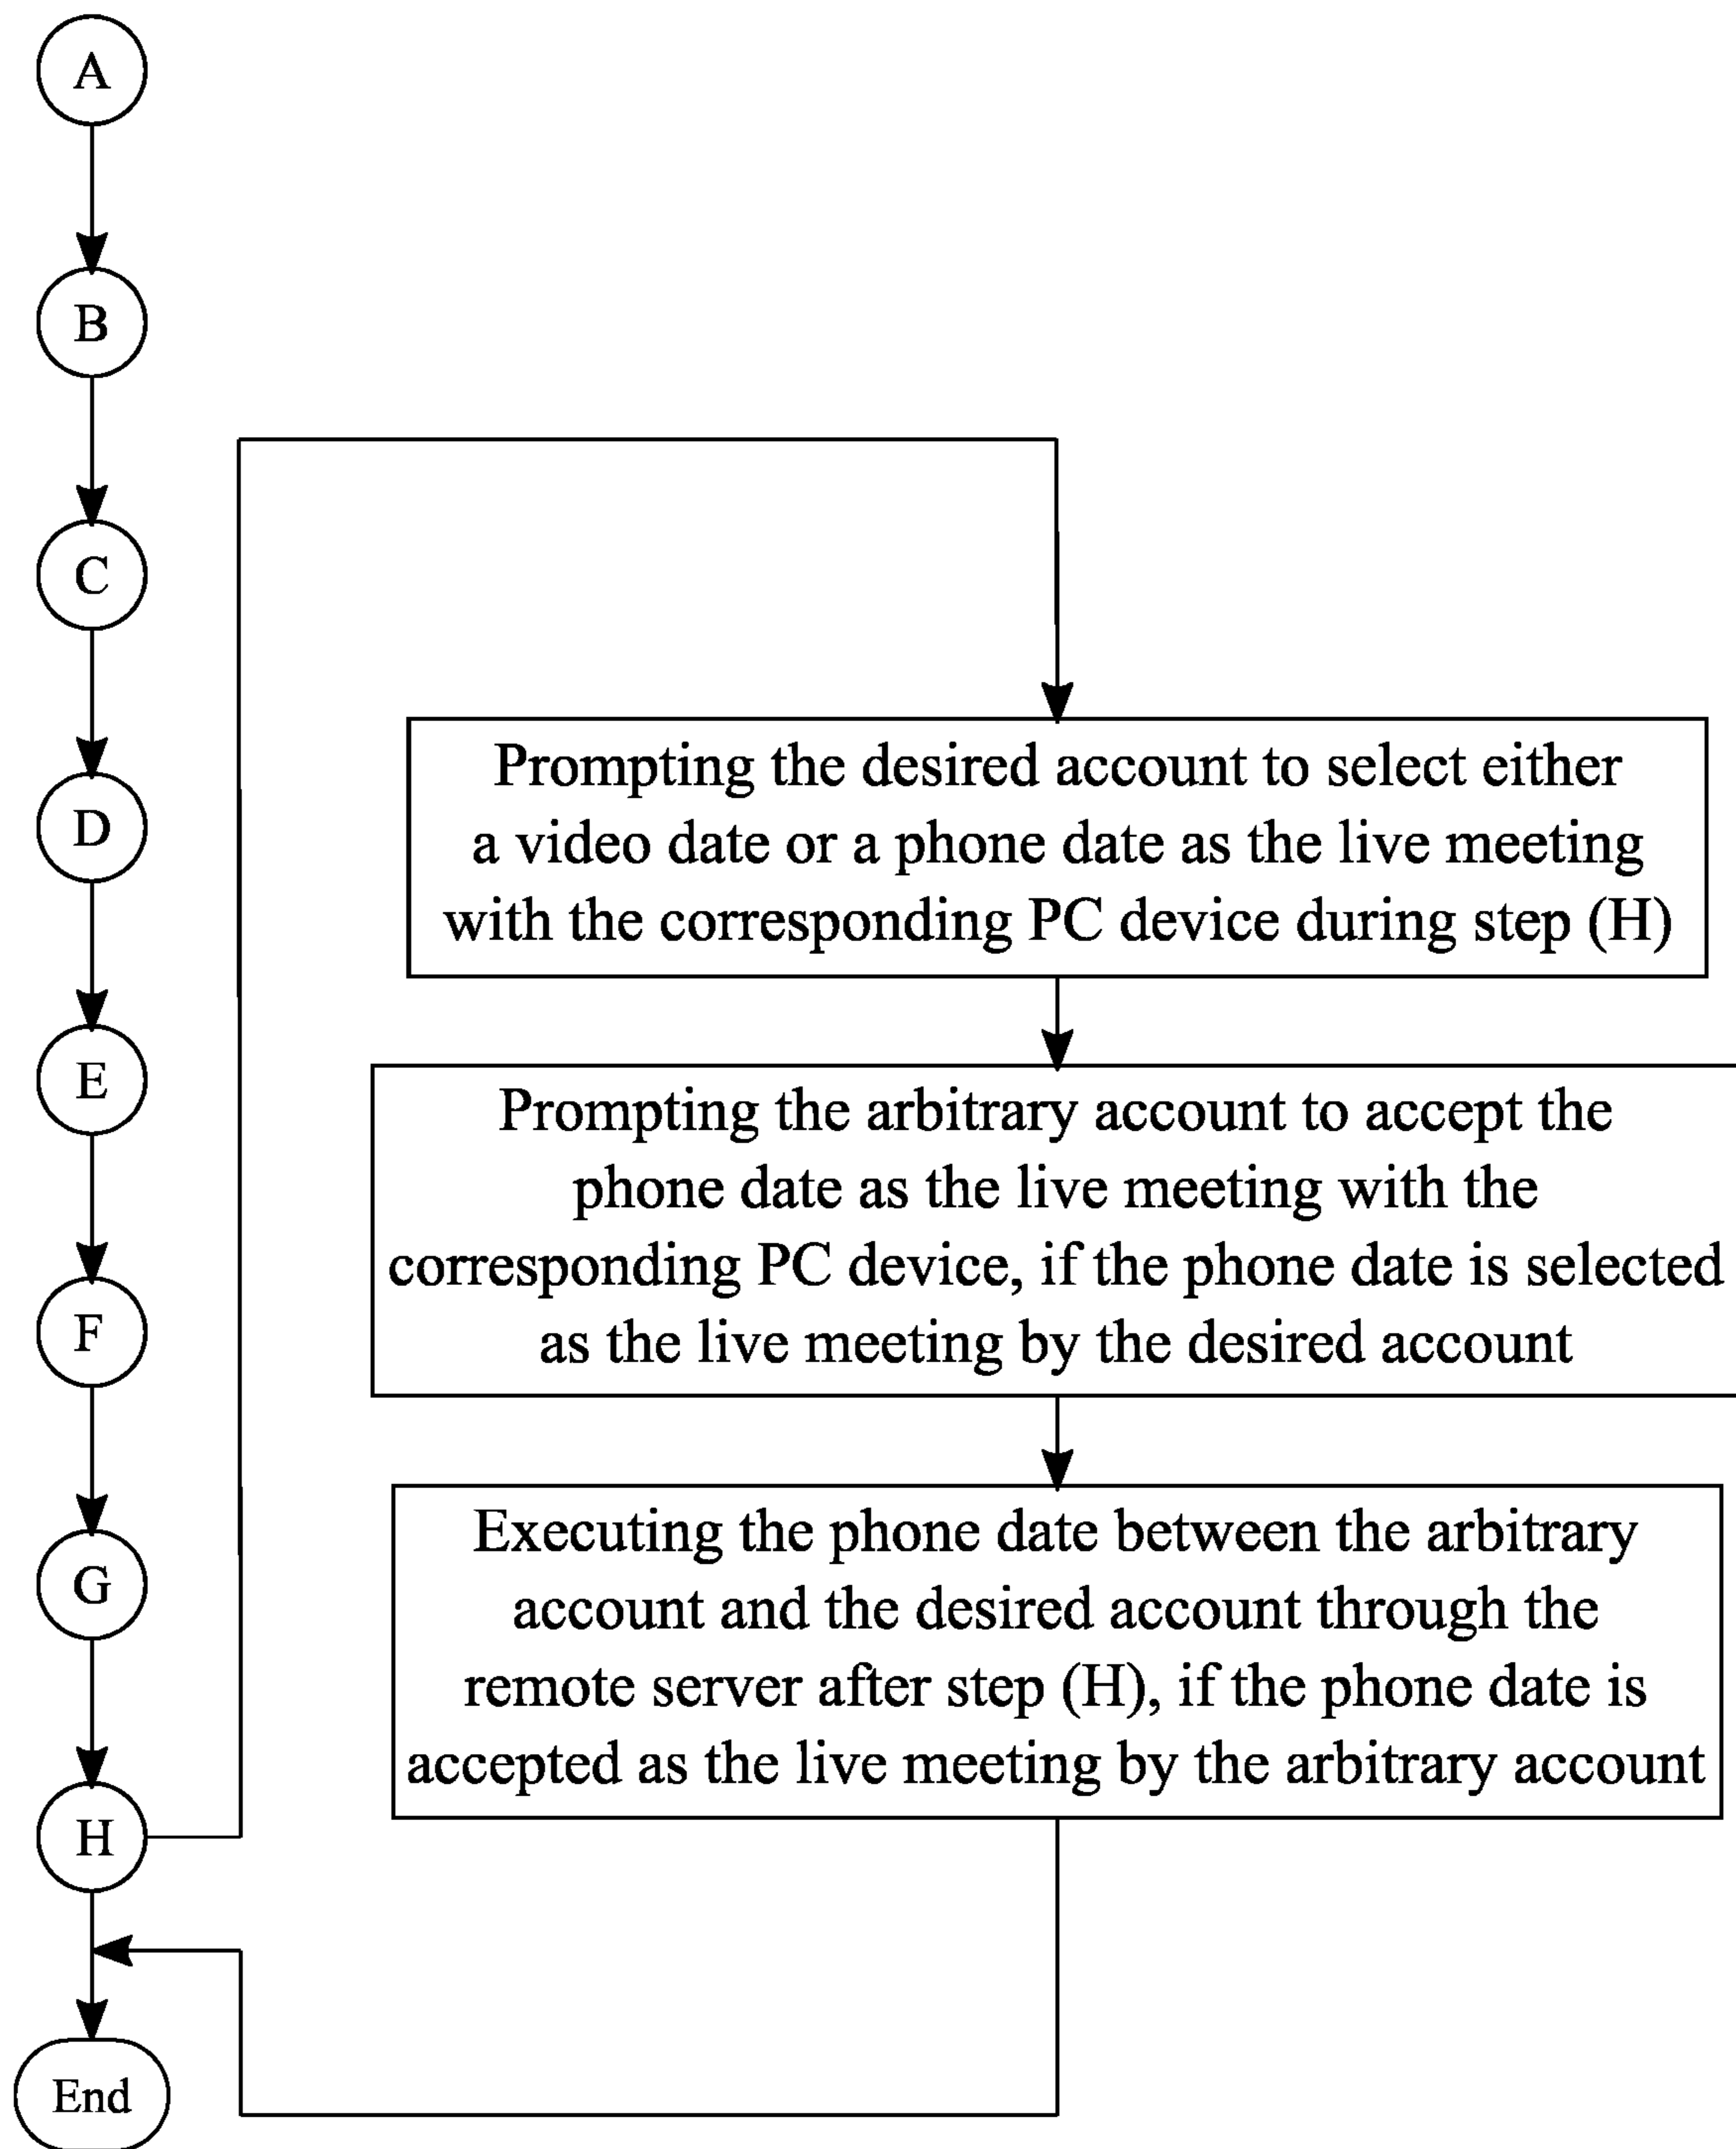 A
B
C
D
E
F
G
H
End
Prompting the desired account to select either
a video date or a phone date as the live meeting
with the corresponding PC device during step (H)
Prompting the arbitrary account to accept the
phone date as the live meeting with the
corresponding PC device, if the phone date is selected
as the live meeting by the desired account
Executing the phone date between the arbitrary
account and the desired account through the
remote server after step (H), if the phone date is
accepted as the live meeting by the arbitrary account